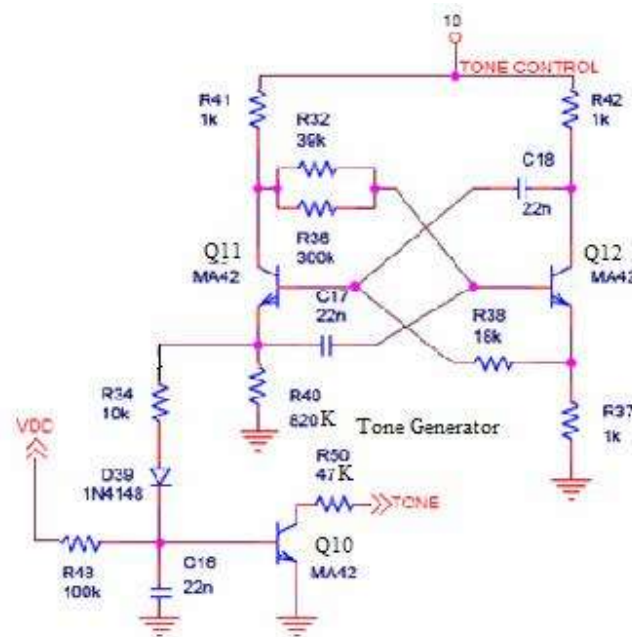 10
TONE CONTROL
R41
1k
R42
1k
R32
39k
C18
22n
R36
300k
Q11
MA42
Q12
MA42
C17
22n
R38
18k
R34
10k
R40
820K
R37
1k
Tone Generator
VDC
D39
1N4148
R50
47K
TONE
Q10
MA42
R43
100k
C16
22n